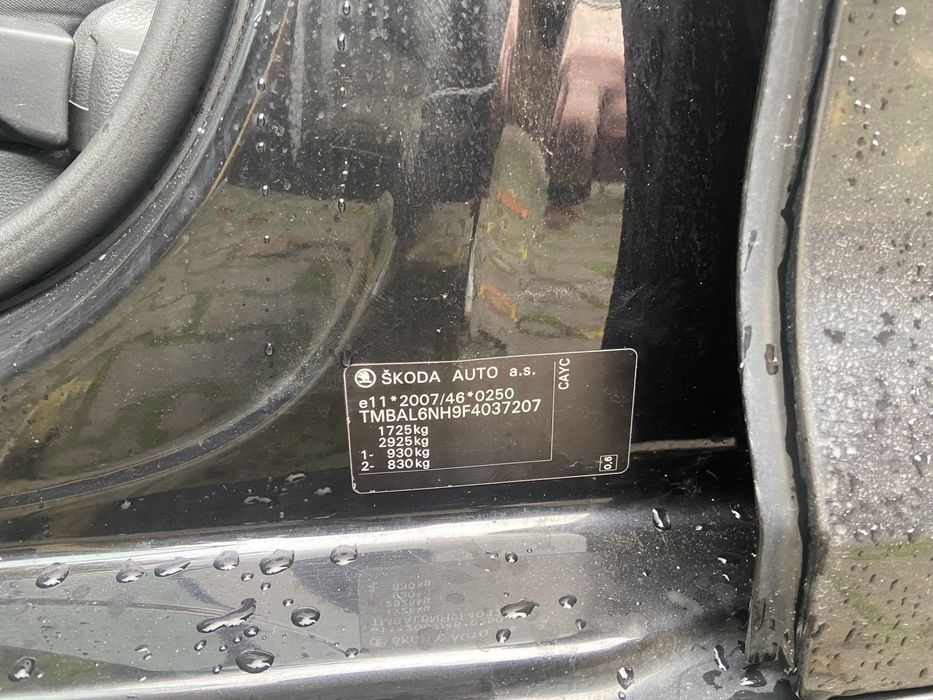 ŠKODA AUTO a.s.
e11*2007/46*0250
TMBAL6NH9F4037207
1725kg
2925kg
1- 930kg
2- 830kg
CAYC
0.6